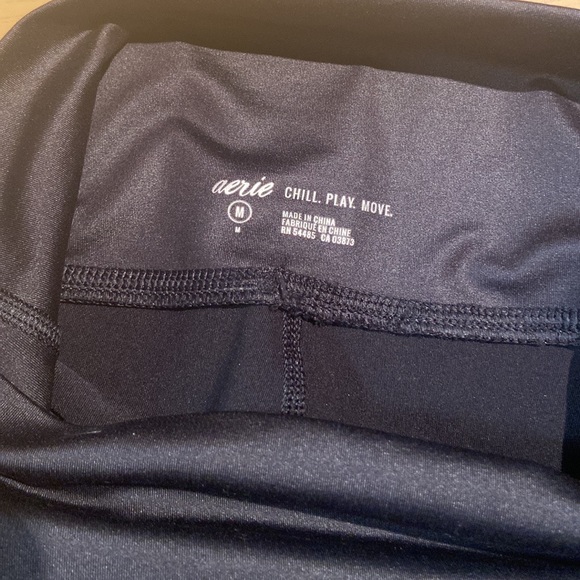 aerie CHILL. PLAY. MOVE.
M
M
MADE IN CHINA
FABRIQUÉ EN CHINE
RN 54485 CA 03873